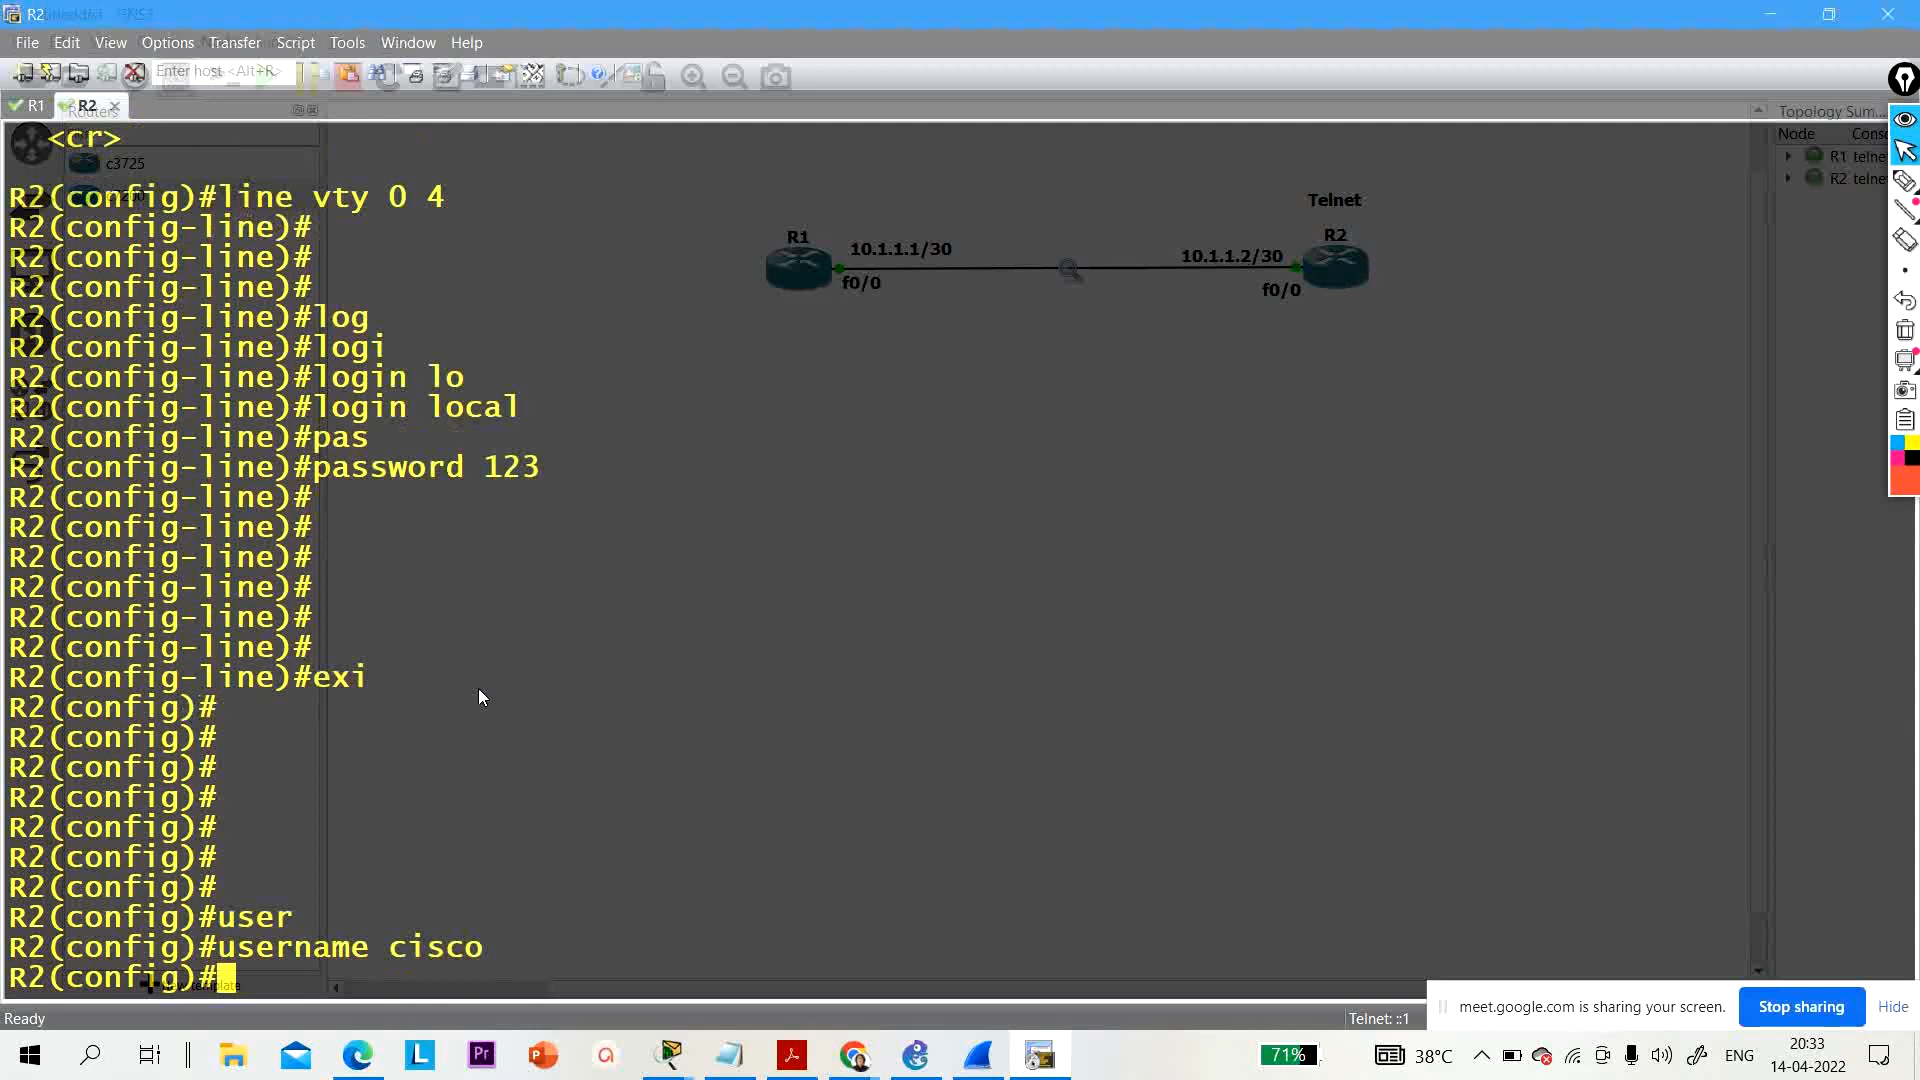 R2
File Edit View Options Transfer Script Tools Window Help
Enter host <Alt+R>
R1
R2
Routers
<cr>
c3725
R2(config)#line vty 0 4
R2(config-line)#
R2(config-line)#
R2(config-line)#
R2(config-line)#log
R2(config-line)#logi
R2(config-line)#login lo
R2(config-line)#login local
R2(config-line)#pas
R2(config-line)#password 123
R2(config-line)#
R2(config-line)#
R2(config-line)#
R2(config-line)#
R2(config-line)#
R2(config-line)#
R2(config-line)#exi
R2(config)#
R2(config)#
R2(config)#
R2(config)#
R2(config)#
R2(config)#
R2(config)#
R2(config)#user
R2(config)#username cisco
R2(config)#
template
Telnet
R1
R2
10.1.1.1/30
10.1.1.2/30
f0/0
f0/0
Topology Sum...
Node
R1 telne
R2 telne
Ready
Telnet: ::1
meet.google.com is sharing your screen.
Stop sharing
Hide
L
Pr
71%
38°C
ENG
20:33
14-04-2022